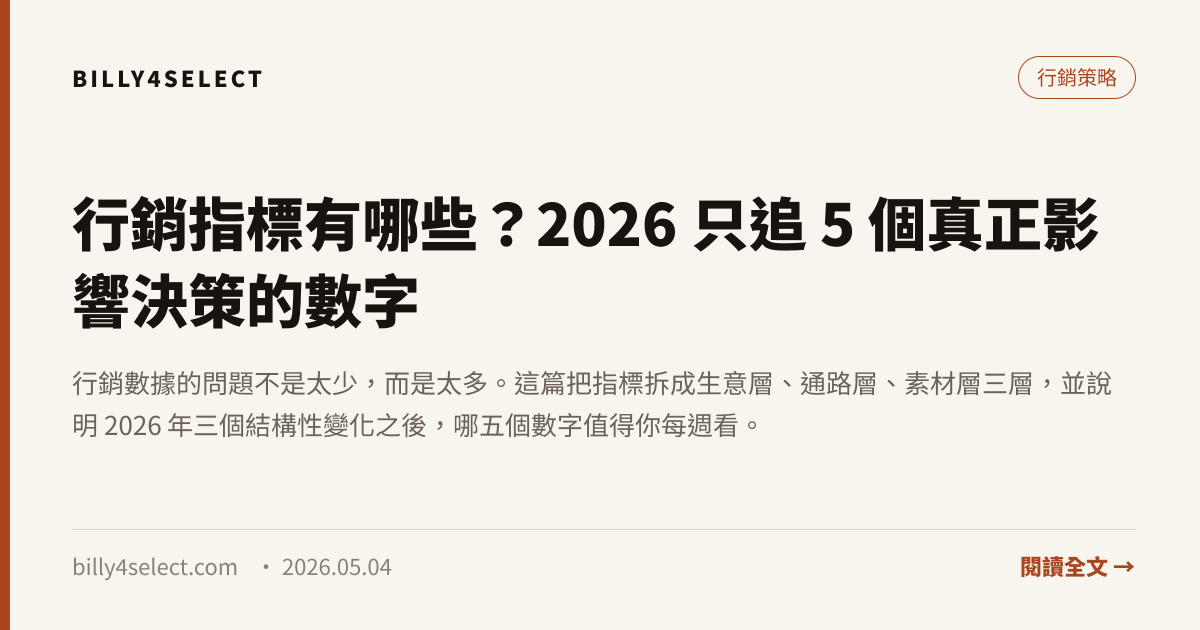 BILLY4SELECT
行銷策略
行銷指標有哪些？2026 只追 5 個真正影
響決策的數字
行銷數據的問題不是太少，而是太多。這篇把指標拆成生意層、通路層、素材層三層，並說
明 2026 年三個結構性變化之後，哪五個數字值得你每週看。
billy4select.com ・ 2026.05.04
閱讀全文 →